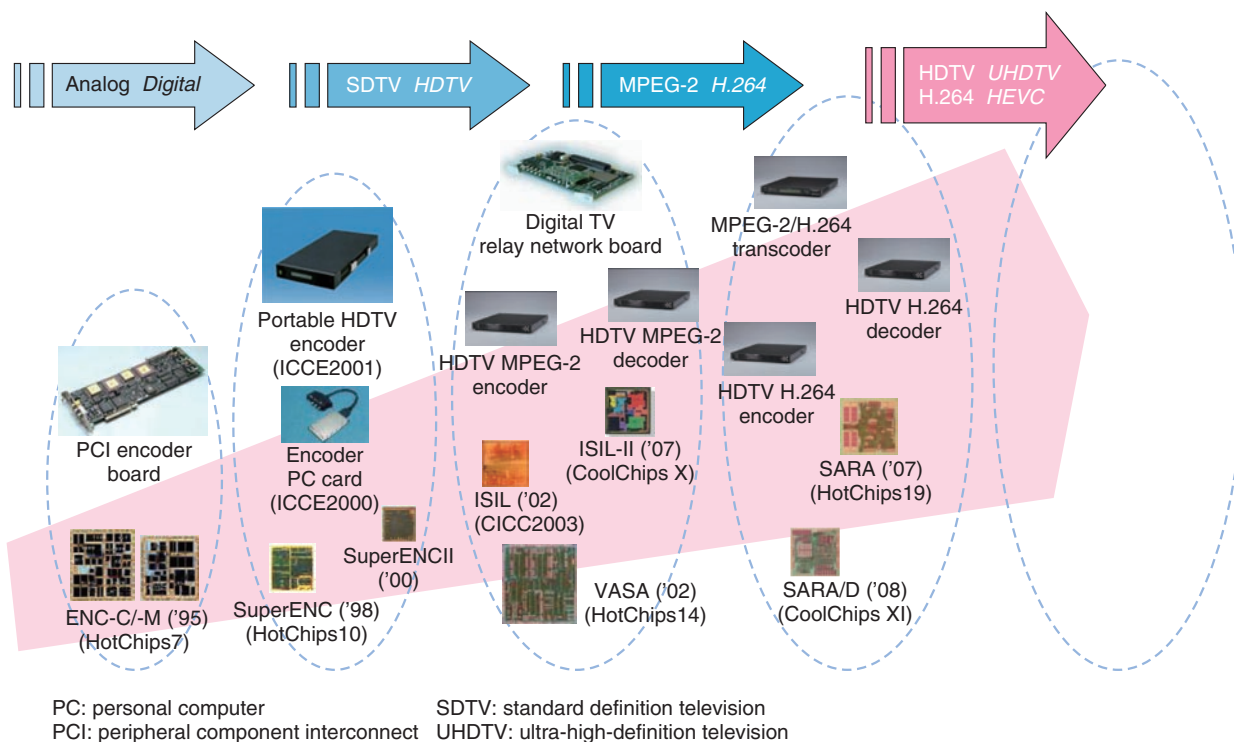 Analog Digital
SDTV HDTV
MPEG-2 H.264
HDTV UHDTV
H.264 HEVC
PCI encoder
board
ENC-C/-M (’95)
(HotChips7)
Portable HDTV
encoder
(ICCE2001)
Encoder
PC card
(ICCE2000)
SuperENCII
(’00)
SuperENC (’98)
(HotChips10)
Digital TV
relay network board
HDTV MPEG-2
encoder
HDTV MPEG-2
decoder
ISIL (’02)
(CICC2003)
ISIL-II (’07)
(CoolChips X)
VASA (’02)
(HotChips14)
MPEG-2/H.264
transcoder
HDTV H.264
decoder
HDTV H.264
encoder
SARA (’07)
(HotChips19)
SARA/D (’08)
(CoolChips XI)
PC: personal computer
PCI: peripheral component interconnect
SDTV: standard definition television
UHDTV: ultra-high-definition television